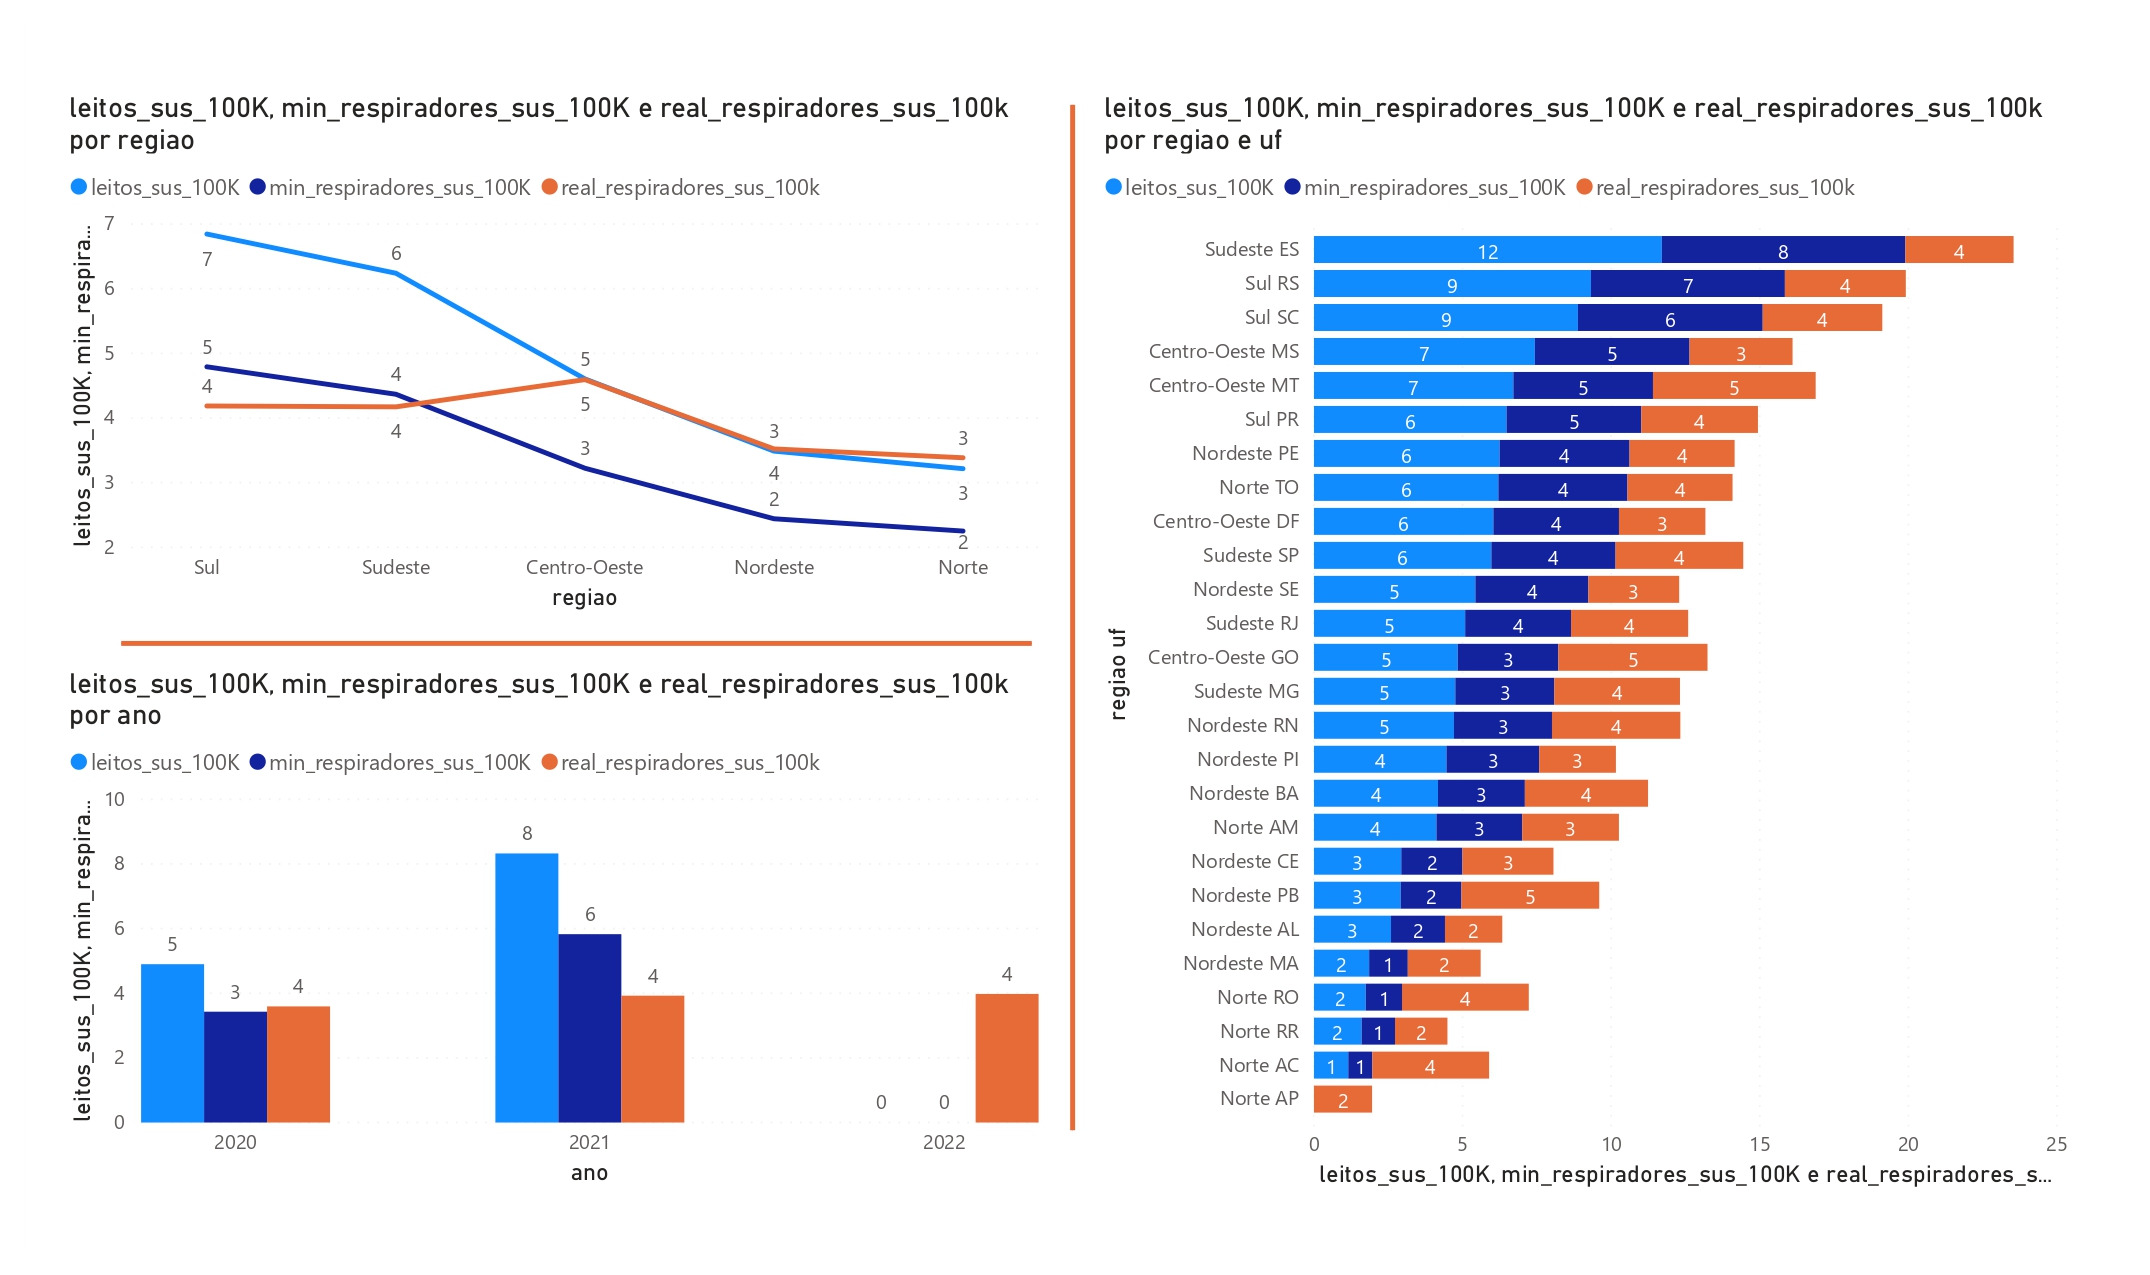 leitos_sus_100K, min_respiradores_sus_100K e real_respiradores_sus_100k
por regiao
leitos_sus_100K min_respiradores_sus_100K real_respiradores_sus_100k
leitos_sus_100K, min_respira...
7
6
5
4
3
2
7 6 5 3 3
5 4 3 2 2
4 4 5 4 3
Sul Sudeste Centro-Oeste Nordeste Norte
regiao
leitos_sus_100K, min_respiradores_sus_100K e real_respiradores_sus_100k
por ano
leitos_sus_100K min_respiradores_sus_100K real_respiradores_sus_100k
leitos_sus_100K, min_respira...
10
8
6
4
2
0
5 3 4
8 6 4
0 0 4
2020 2021 2022
ano
leitos_sus_100K, min_respiradores_sus_100K e real_respiradores_sus_100k
por regiao e uf
leitos_sus_100K min_respiradores_sus_100K real_respiradores_sus_100k
regiao uf
Sudeste ES 12 8 4
Sul RS 9 7 4
Sul SC 9 6 4
Centro-Oeste MS 7 5 3
Centro-Oeste MT 7 5 5
Sul PR 6 5 4
Nordeste PE 6 4 4
Norte TO 6 4 4
Centro-Oeste DF 6 4 3
Sudeste SP 6 4 4
Nordeste SE 5 4 3
Sudeste RJ 5 4 4
Centro-Oeste GO 5 3 5
Sudeste MG 5 3 4
Nordeste RN 5 3 4
Nordeste PI 4 3 3
Nordeste BA 4 3 4
Norte AM 4 3 3
Nordeste CE 3 2 3
Nordeste PB 3 2 5
Nordeste AL 3 2 2
Nordeste MA 2 1 2
Norte RO 2 1 4
Norte RR 2 1 2
Norte AC 1 1 4
Norte AP 2
0 5 10 15 20 25
leitos_sus_100K, min_respiradores_sus_100K e real_respiradores_s...